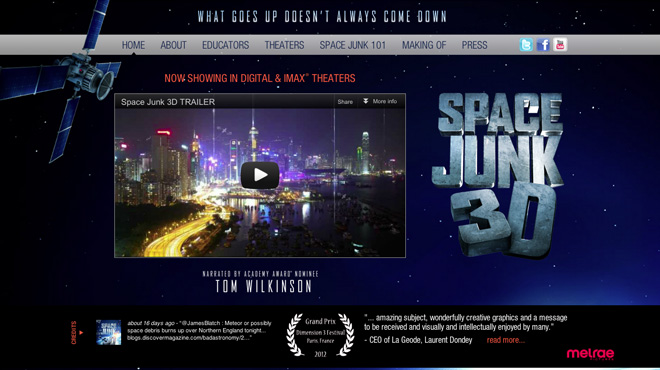 WHAT GOES UP DOESN'T ALWAYS COME DOWN
HOME ABOUT EDUCATORS THEATERS SPACE JUNK 101 MAKING OF PRESS
NOW SHOWING IN DIGITAL & IMAX™ THEATERS
Space Junk 3D TRAILER Share More info
SPACE
JUNK
3D
NARRATED BY ACADEMY AWARD® NOMINEE
TOM WILKINSON
CREDITS
SPACE
JUNK
about 16 days ago - "@JamesBlatch : Meteor or possibly
space debris burns up over Northern England tonight...
blogs.discovermagazine.com/badastronomy/2..."
Grand Prix
Dimension 3 Festival
Paris France
2012
"... amazing subject, wonderfully creative graphics and a message
to be received and visually and intellectually enjoyed by many."
- CEO of La Geode, Laurent Dondey read more...
melrae